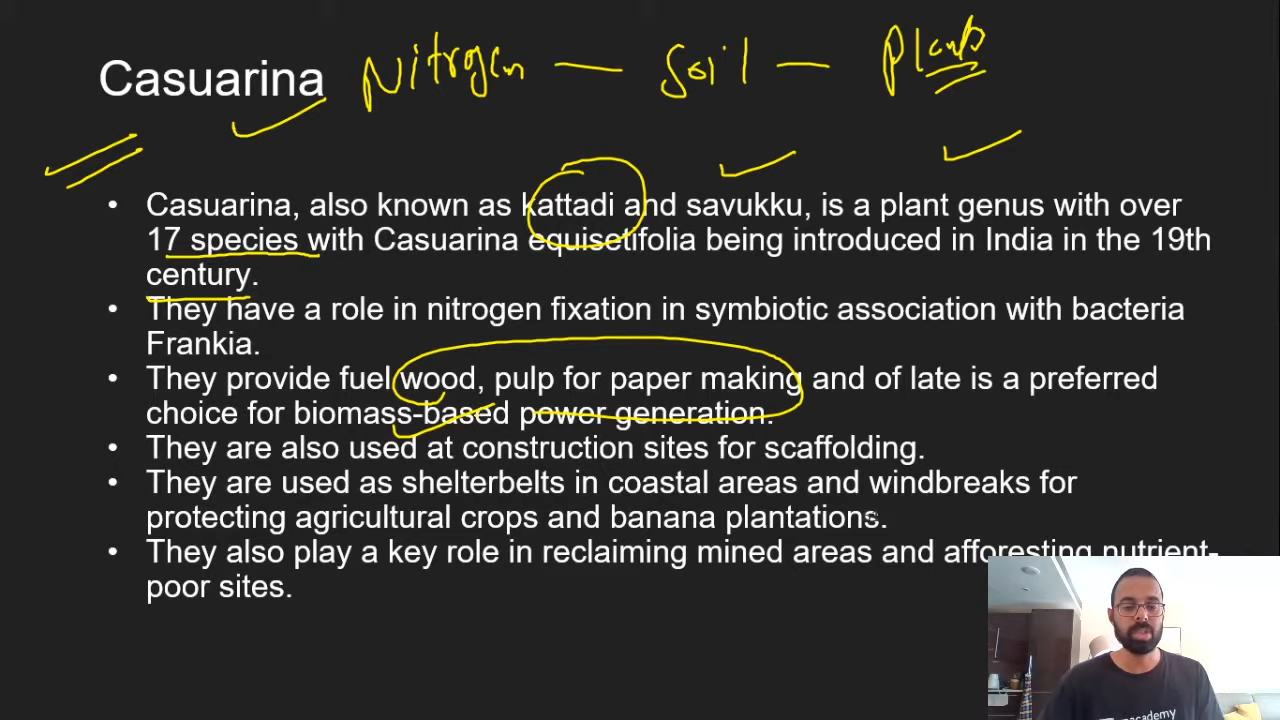 Casuarina Nitrogen — Soil — Plants
• Casuarina, also known as kattadi and savukku, is a plant genus with over
17 species with Casuarina equisetifolia being introduced in India in the 19th
century.
• They have a role in nitrogen fixation in symbiotic association with bacteria
Frankia.
• They provide fuel wood, pulp for paper making and of late is a preferred
choice for biomass-based power generation.
• They are also used at construction sites for scaffolding.
• They are used as shelterbelts in coastal areas and windbreaks for
protecting agricultural crops and banana plantations.
• They also play a key role in reclaiming mined areas and afforesting nutrient-
poor sites.
academy